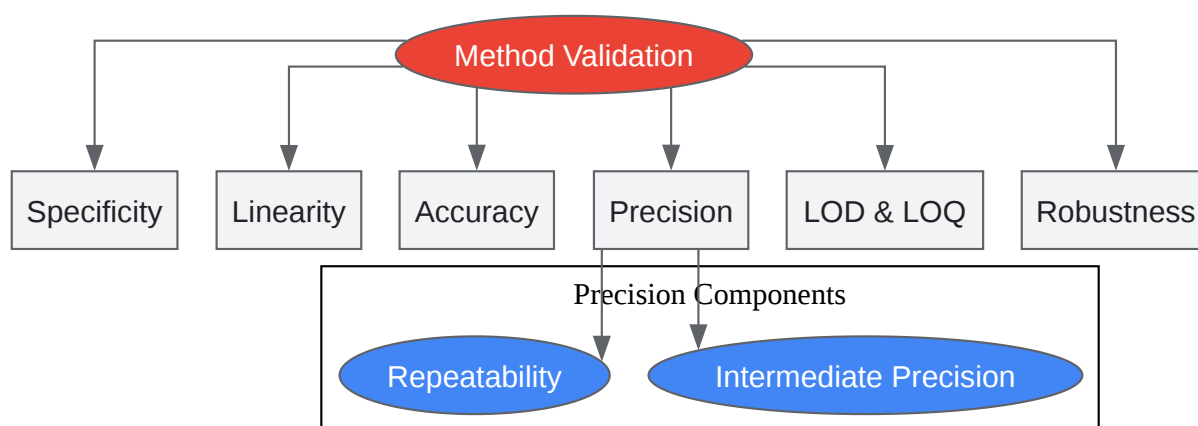 Method Validation
Specificity
Linearity
Accuracy
Precision
LOD & LOQ
Robustness
Precision Components
Repeatability
Intermediate Precision